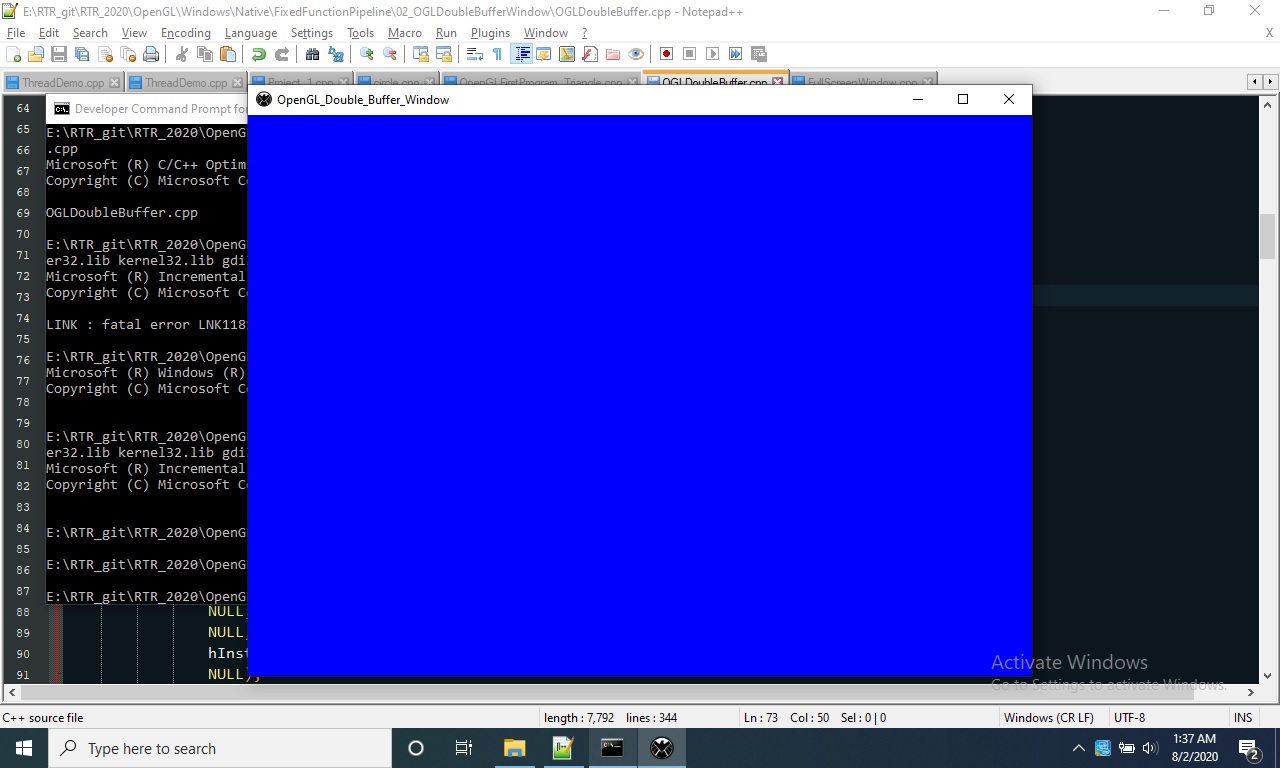 E:\RTR_git\RTR_2020\OpenGL\Windows\Native\FixedFunctionPipeline\02_OGLDoubleBufferWindow\OGLDoubleBuffer.cpp - Notepad++
File Edit Search View Encoding Language Settings Tools Macro Run Plugins Window ?
X
ThreadDemo.cpp ThreadDemo.cpp Project_1.cpp circle.cpp OpenGLFirstProgram_Triangle.cpp OGLDoubleBuffer.cpp FullScreenWindow.cpp
OpenGL_Double_Buffer_Window
64 Developer Command Prompt fo
65 E:\RTR_git\RTR_2020\OpenG
66 .cpp
67 Microsoft (R) C/C++ Optim
68 Copyright (C) Microsoft C
69 OGLDoubleBuffer.cpp
70
71 E:\RTR_git\RTR_2020\OpenG
er32.lib kernel32.lib gdi
72 Microsoft (R) Incremental
73 Copyright (C) Microsoft C
74 LINK : fatal error LNK118
75
76 E:\RTR_git\RTR_2020\OpenG
77 Microsoft (R) Windows (R)
78 Copyright (C) Microsoft C
79
80 E:\RTR_git\RTR_2020\OpenG
er32.lib kernel32.lib gdi
81 Microsoft (R) Incremental
82 Copyright (C) Microsoft C
83
84 E:\RTR_git\RTR_2020\OpenG
85
86 E:\RTR_git\RTR_2020\OpenG
87 E:\RTR_git\RTR_2020\OpenG
88 NULL,
89 NULL,
90 hInst
91 NULL);
Activate Windows
Go to Settings to activate Windows.
C++ source file length : 7,792 lines : 344 Ln : 73 Col : 50 Sel : 0 | 0 Windows (CR LF) UTF-8 INS
Type here to search
1:37 AM
8/2/2020
2